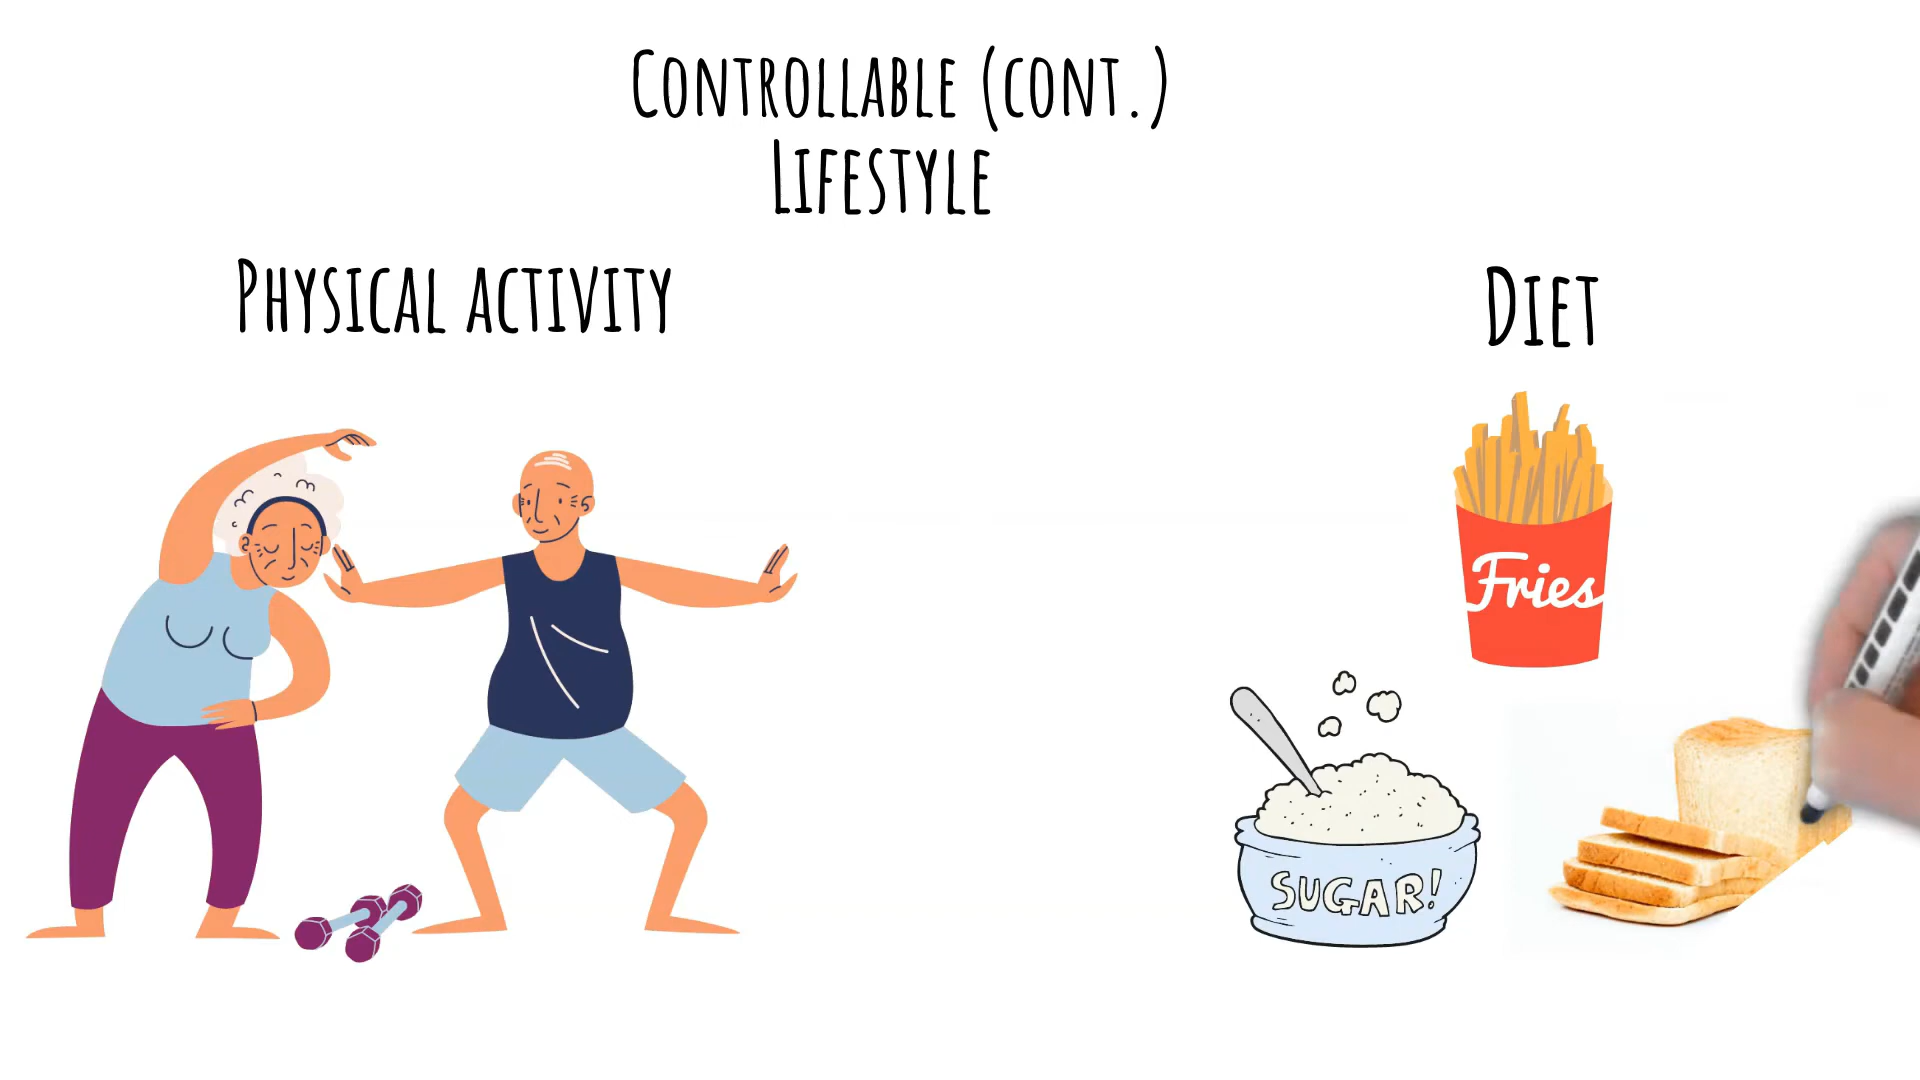 Controllable (cont.)
Lifestyle
Physical activity
Diet
Fries
SUGAR!